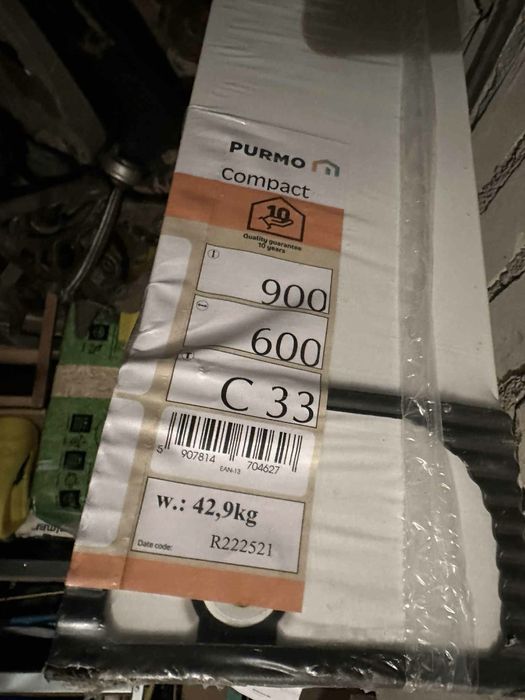 PURMO
compact
10
Quality guarantee
10 years
900
600
C 33
5 907814 704627
EAN-13
w.: 42,9kg
Date code: R222521